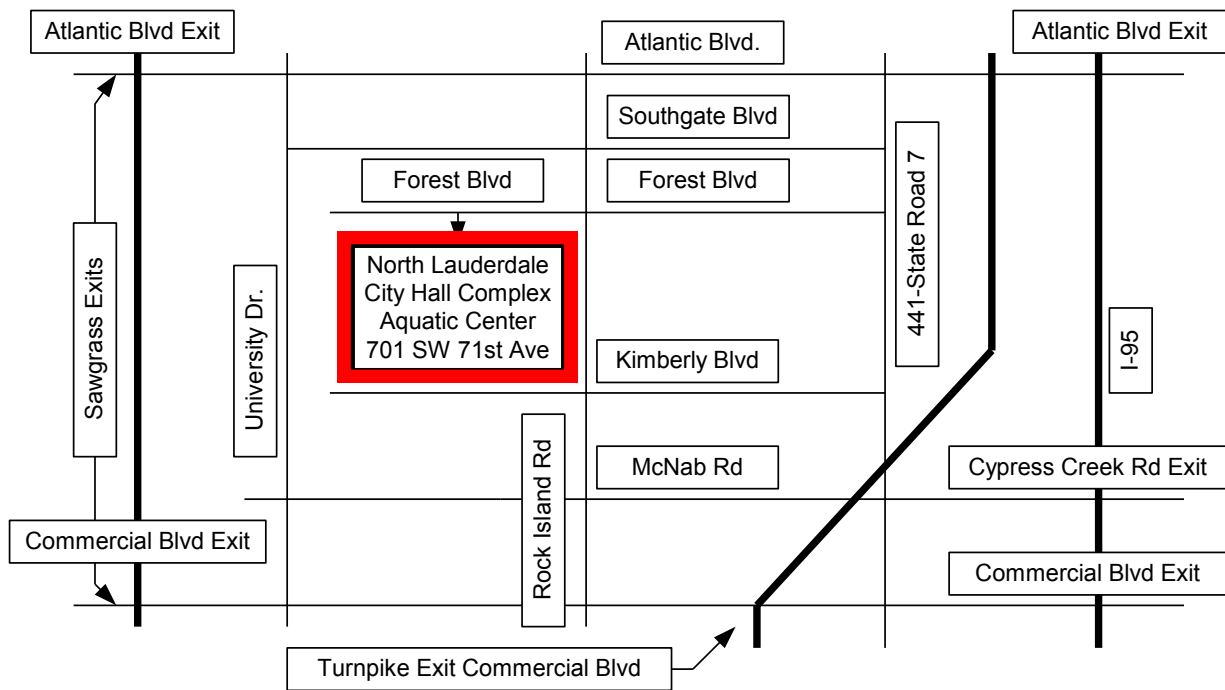 Atlantic Blvd Exit
Atlantic Blvd.
Atlantic Blvd Exit
Southgate Blvd
Forest Blvd
Forest Blvd
441-State Road 7
Sawgrass Exits
University Dr.
North Lauderdale
City Hall Complex
Aquatic Center
701 SW 71st Ave
Kimberly Blvd
I-95
Rock Island Rd
McNab Rd
Cypress Creek Rd Exit
Commercial Blvd Exit
Commercial Blvd Exit
Turnpike Exit Commercial Blvd